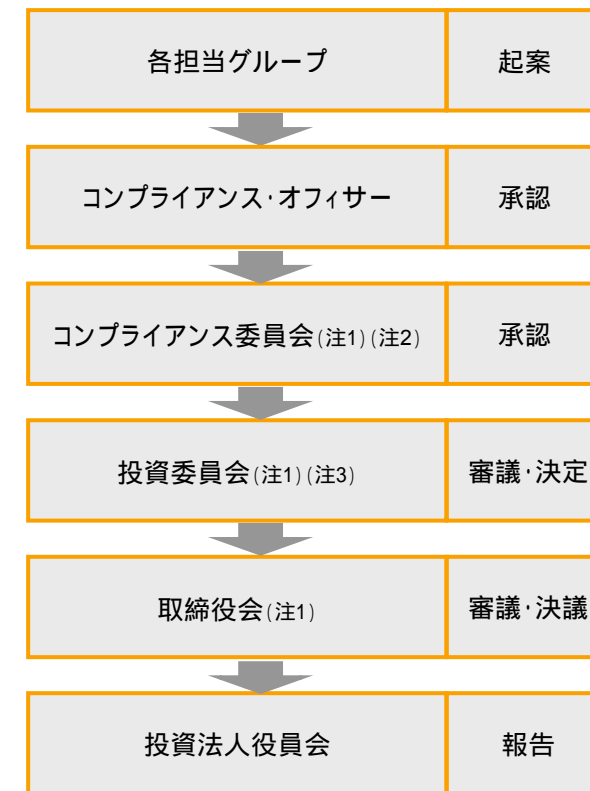 各担当グループ 起案
コンプライアンス・オフィサー 承認
コンプライアンス委員会(注1)(注2) 承認
投資委員会(注1)(注3) 審議・決定
取締役会(注1) 審議・決議
投資法人役員会 報告